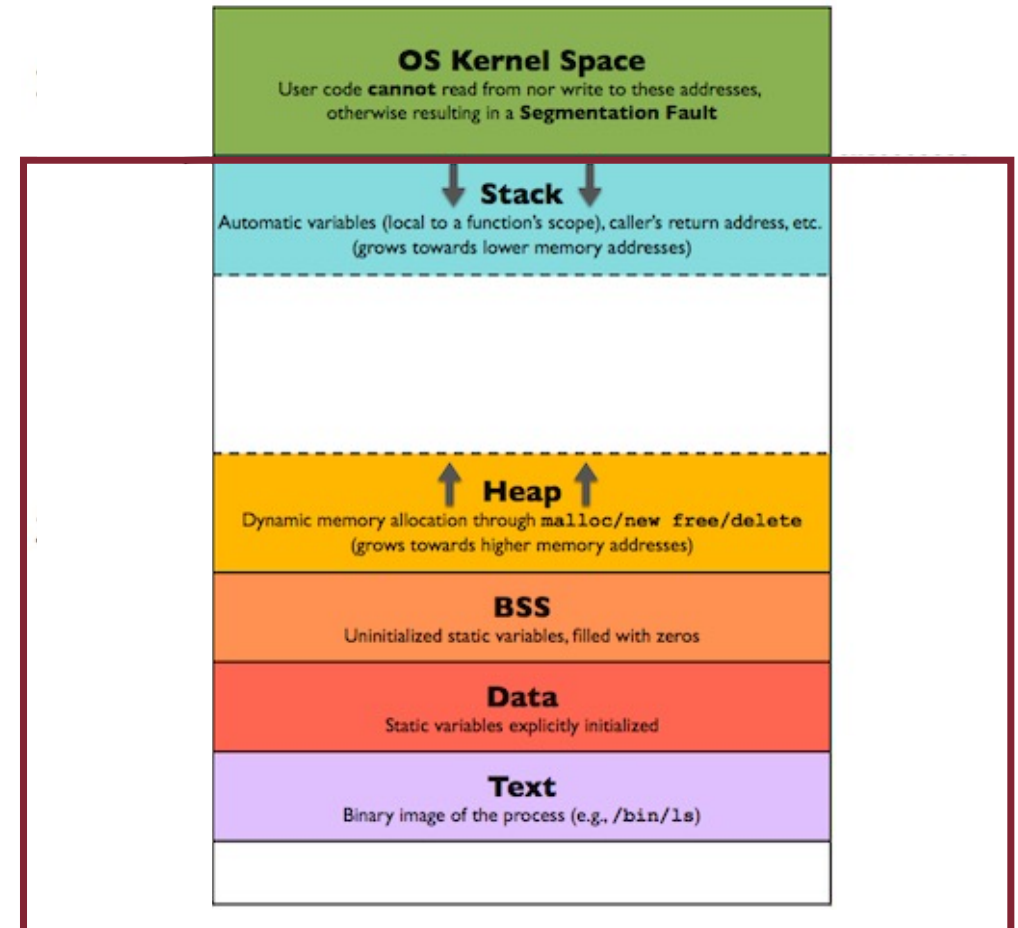 OS Kernel Space
User code cannot read from nor write to these addresses,
otherwise resulting in a Segmentation Fault
Stack
Automatic variables (local to a function's scope), caller's return address, etc.
(grows towards lower memory addresses)
Heap
Dynamic memory allocation through malloc/new free/delete
(grows towards higher memory addresses)
BSS
Uninitialized static variables, filled with zeros
Data
Static variables explicitly initialized
Text
Binary image of the process (e.g., /bin/ls)